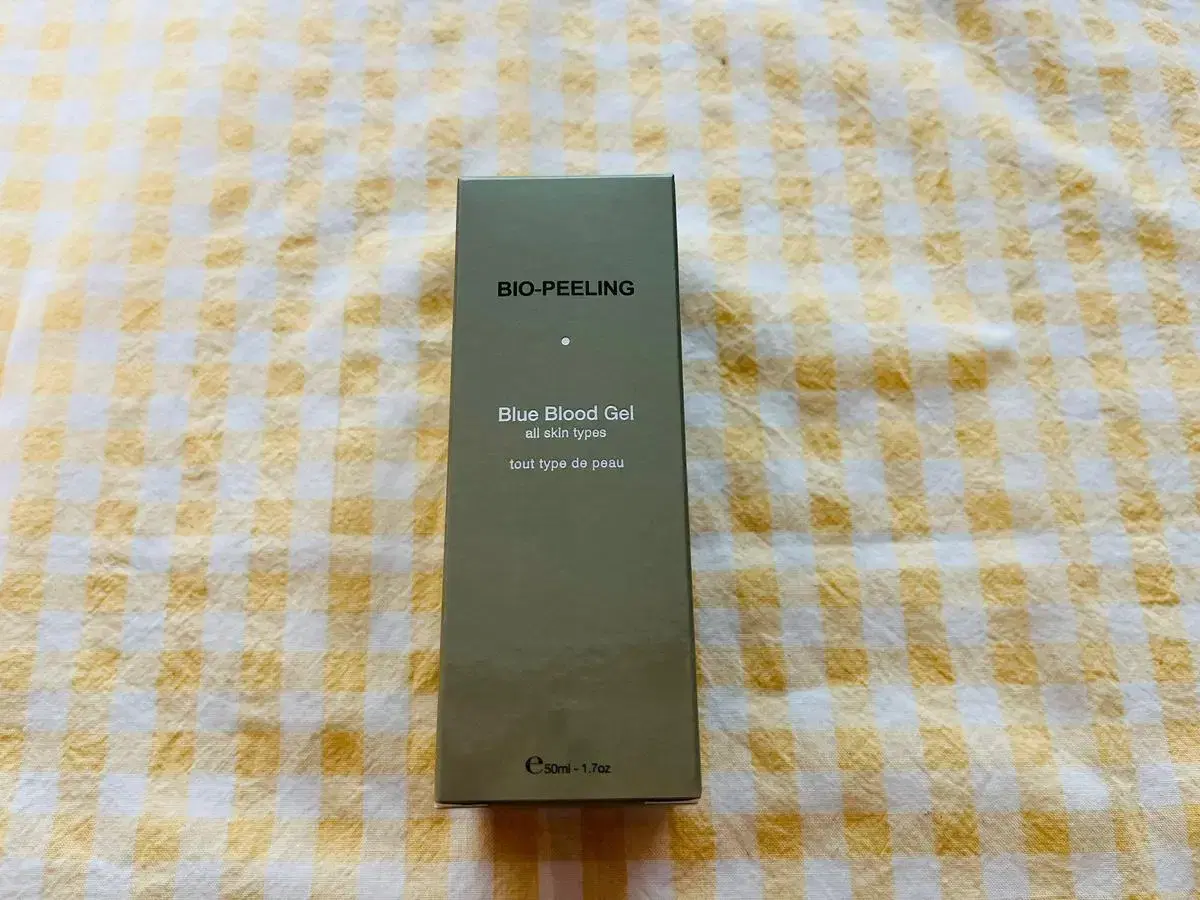 BIO-PEELING
Blue Blood Gel
all skin types
tout type de peau
℮50ml - 1.7oz